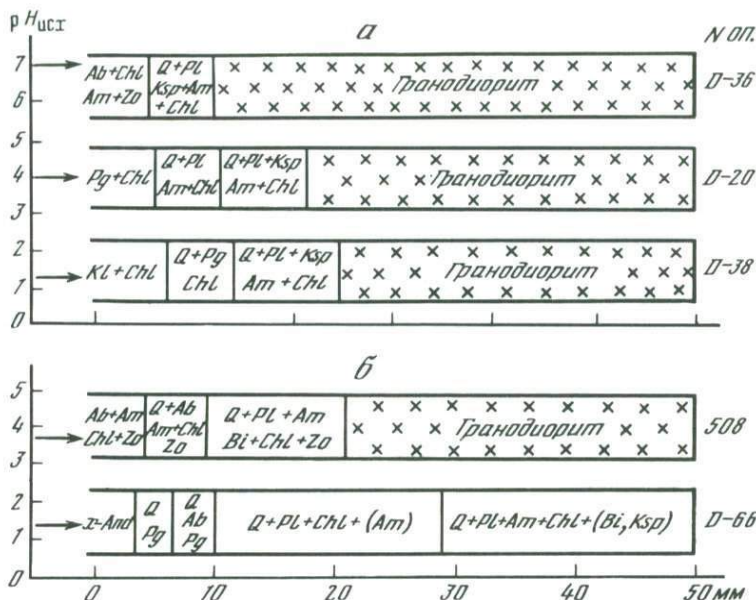 pHисх
а
N ОП.
7
6
5
4
3
2
1
0
Ab+Chl
Am+Zo
Q+Pl
Ksp+Am
+Chl
Гранодиорит
D-36
Pg+Chl
Q+Pl
Am+Chl
Q+Pl+Ksp
Am+Chl
Гранодиорит
D-20
Kl+Chl
Q+Pg
Chl
Q+Pl+Ksp
Am+Chl
Гранодиорит
D-38
б
5
4
3
2
1
0
Ab+Am
Chl+Zo
Q+Ab
Am+Chl
Zo
Q+Pl+Am
Bi+Chl+Zo
Гранодиорит
508
x-And
Q
Pg
Q
Ab
Pg
Q+Pl+Chl+(Am)
Q+Pl+Am+Chl+(Bi,Ksp)
D-66
0 10 20 30 40 50 мм